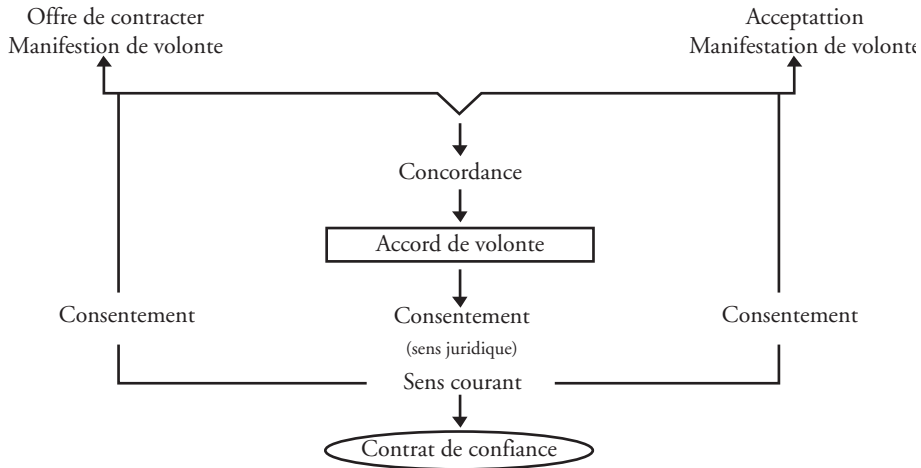 Offre de contracter
Manifestion de volonte
Acceptattion
Manifestation de volonte
Concordance
Accord de volonte
Consentement
Consentement
Consentement
(sens juridique)
Sens courant
Contrat de confiance